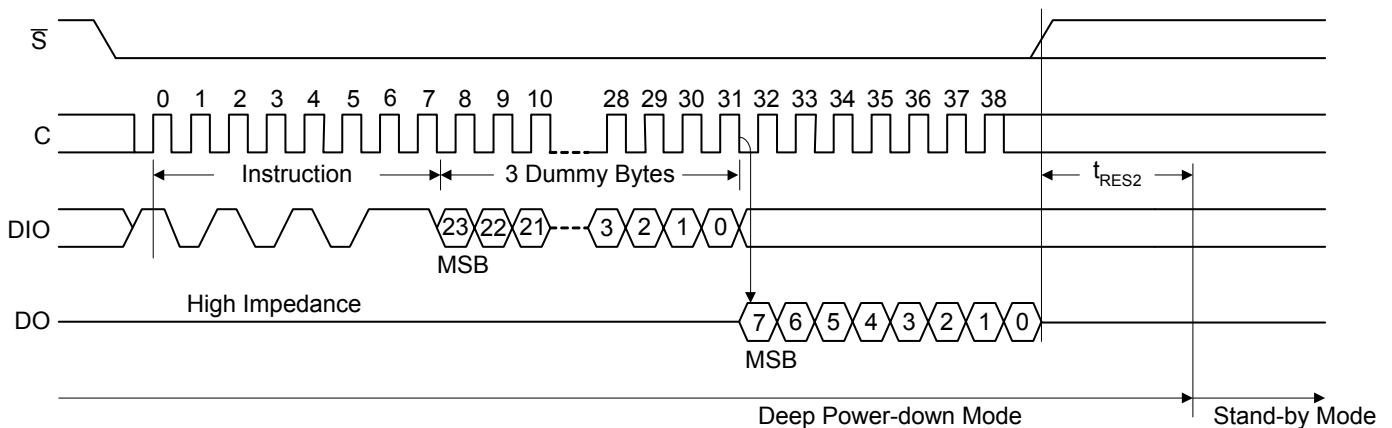 S̅
0 1 2 3 4 5 6 7 8 9 10 28 29 30 31 32 33 34 35 36 37 38
C
Instruction 3 Dummy Bytes tRES2
DIO 23 22 21 3 2 1 0
MSB
High Impedance
DO 7 6 5 4 3 2 1 0
MSB
Deep Power-down Mode Stand-by Mode